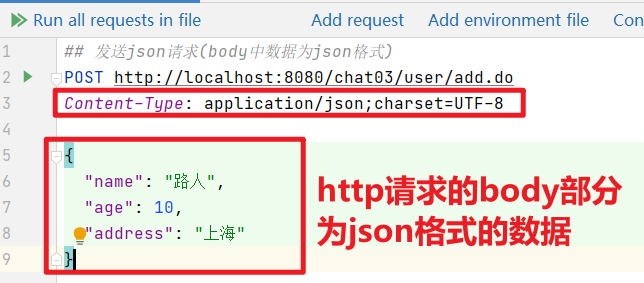 Run all requests in file
Add request
Add environment file
Con
1 ## 发送json请求(body中数据为json格式)
2 POST http://localhost:8080/chat03/user/add.do
3 Content-Type: application/json;charset=UTF-8
4
5 {
6 "name": "路人",
7 "age": 10,
8 "address": "上海"
9 }
http请求的body部分
为json格式的数据